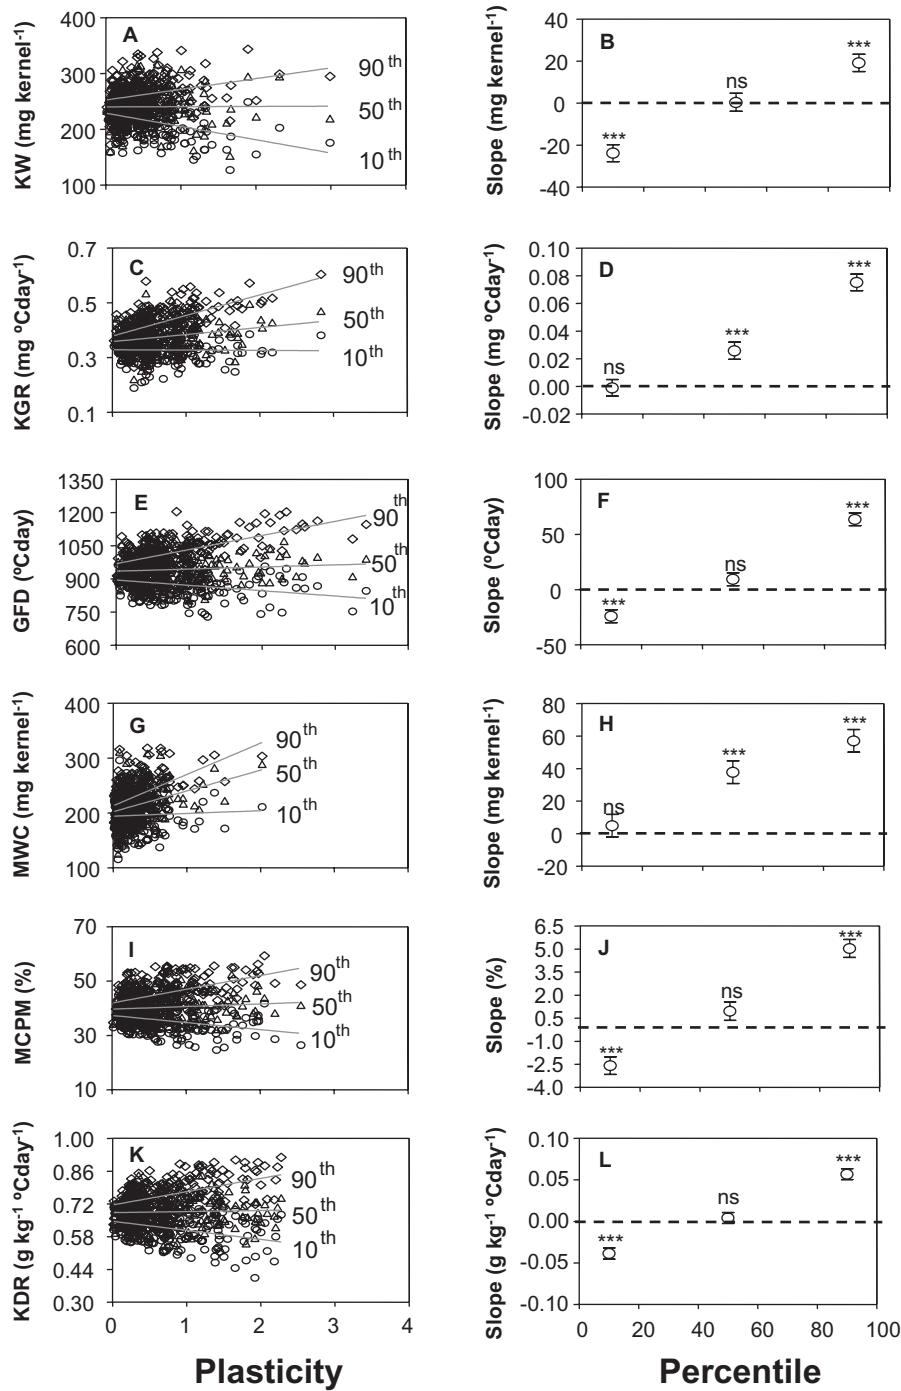 A
KW (mg kernel-1)
400
300
200
100
90th
50th
10th
B
Slope (mg kernel-1)
40
20
0
-20
-40
***
ns
***
C
KGR (mg ºCday-1)
0.7
0.5
0.3
0.1
90th
50th
10th
D
Slope (mg ºCday-1)
0.10
0.08
0.06
0.04
0.02
0.00
-0.02
ns
***
***
E
GFD (ºCday)
1350
1200
1050
900
750
600
90th
50th
10th
F
Slope (ºCday)
100
50
0
-50
***
ns
***
G
MWC (mg kernel-1)
400
300
200
100
90th
50th
10th
H
Slope (mg kernel-1)
80
60
40
20
0
-20
ns
***
***
I
MCPM (%)
70
50
30
10
90th
50th
10th
J
Slope (%)
6.5
5.0
3.5
2.0
0.5
-1.0
-2.5
-4.0
***
ns
***
K
KDR (g kg-1 ºCday-1)
1.00
0.86
0.72
0.58
0.44
0.30
90th
50th
10th
0 1 2 3 4
Plasticity
L
Slope (g kg-1 ºCday-1)
0.10
0.05
0.00
-0.05
-0.10
***
ns
***
0 20 40 60 80 100
Percentile